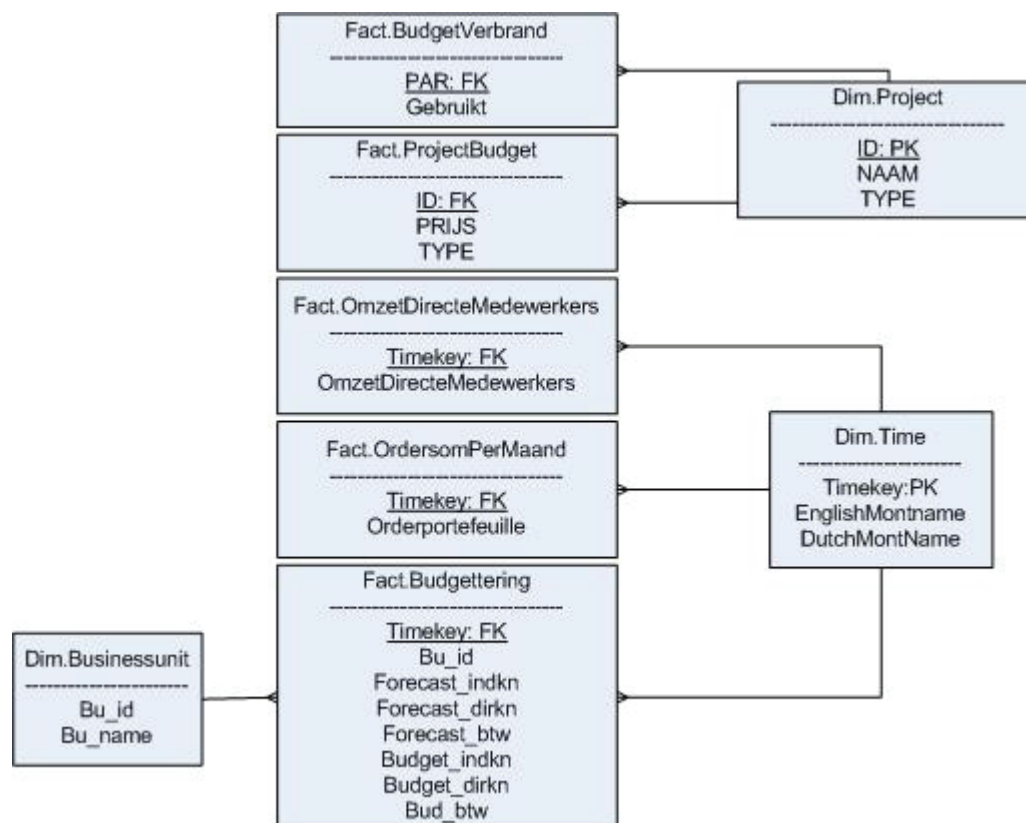 Fact.BudgetVerbrand
--------------------------------
PAR: FK
Gebruikt
Fact.ProjectBudget
--------------------------------
ID: FK
PRIJS
TYPE
Dim.Project
--------------------------------
ID: PK
NAAM
TYPE
Fact.OmzetDirecteMedewerkers
--------------------------------
Timekey: FK
OmzetDirecteMedewerkers
Fact.OrdersomPerMaand
--------------------------------
Timekey: FK
Orderportefeuille
Dim.Time
----------------------
Timekey:PK
EnglishMontname
DutchMontName
Fact.Budgettering
--------------------------------
Timekey: FK
Bu_id
Forecast_indkn
Forecast_dirkn
Forecast_btw
Budget_indkn
Budget_dirkn
Bud_btw
Dim.Businessunit
----------------------
Bu_id
Bu_name